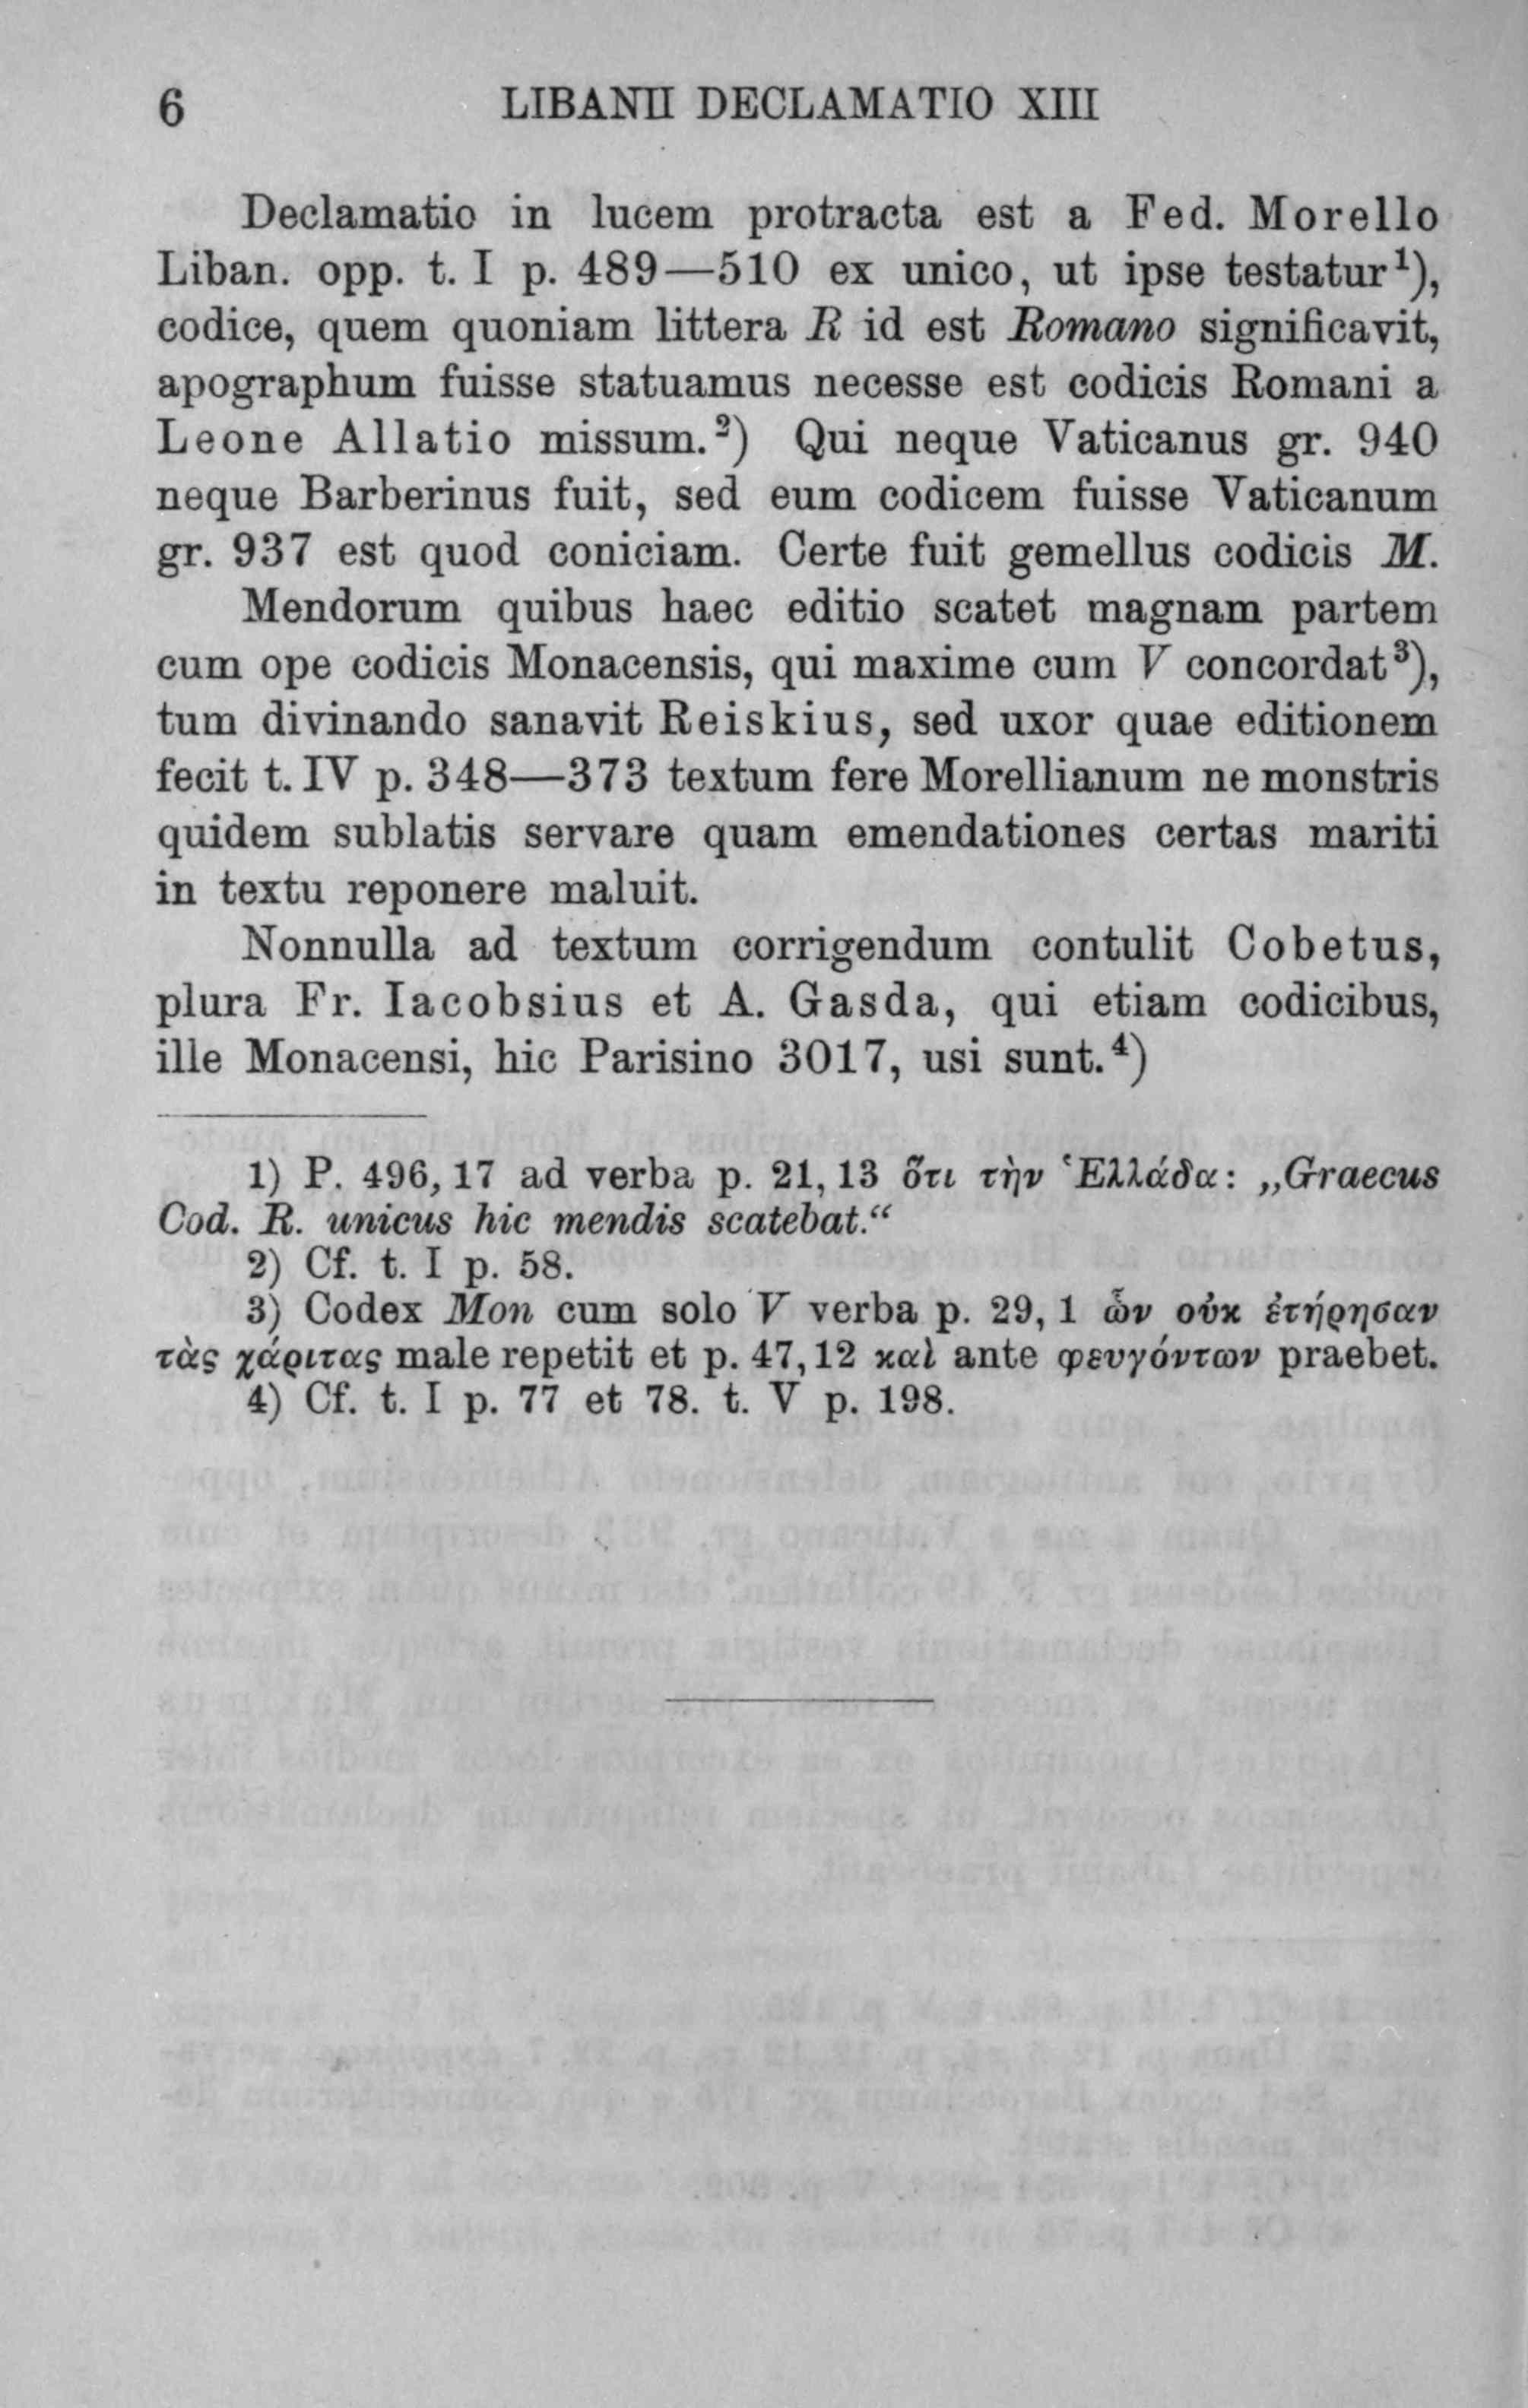 6 LIBANII DECLAMATIO XIII
Declamatio in lucem protracta est a Fed. Morello
Liban. opp. t. I p. 489—510 ex unico, ut ipse testatur¹),
codice, quem quoniam littera R id est Romano significavit,
apographum fuisse statuamus necesse est codicis Romani a
Leone Allatio missum.²) Qui neque Vaticanus gr. 940
neque Barberinus fuit, sed eum codicem fuisse Vaticanum
gr. 937 est quod coniciam. Certe fuit gemellus codicis M.
Mendorum quibus haec editio scatet magnam partem
cum ope codicis Monacensis, qui maxime cum V concordat³),
tum divinando sanavit Reiskius, sed uxor quae editionem
fecit t. IV p. 348—373 textum fere Morellianum ne monstris
quidem sublatis servare quam emendationes certas mariti
in textu reponere maluit.
Nonnulla ad textum corrigendum contulit Cobetus,
plura Fr. Iacobsius et A. Gasda, qui etiam codicibus,
ille Monacensi, hic Parisino 3017, usi sunt.⁴)
1) P. 496, 17 ad verba p. 21, 13 ὅτι τὴν Ἑλλάδα: „Graecus
Cod. R. unicus hic mendis scatebat.“
2) Cf. t. I p. 58.
3) Codex Mon cum solo V verba p. 29, 1 ὧν οὐκ ἐτήρησαν
τὰς χάριτας male repetit et p. 47, 12 καὶ ante φευγόντων praebet.
4) Cf. t. I p. 77 et 78. t. V p. 198.